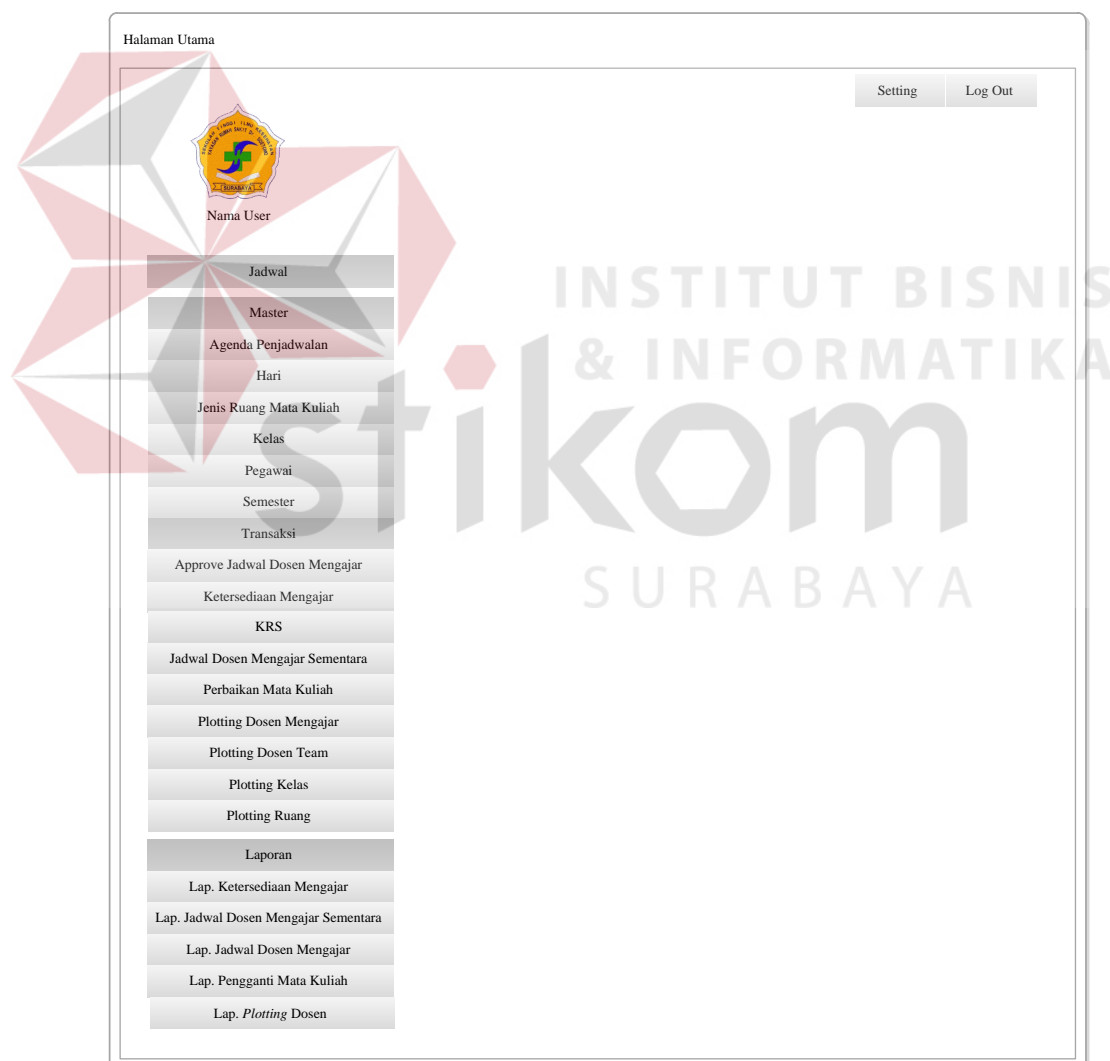 Halaman Utama
Setting
Log Out
SURABAYA
Nama User
Jadwal
Master
Agenda Penjadwalan
Hari
Jenis Ruang Mata Kuliah
Kelas
Pegawai
Semester
Transaksi
Approve Jadwal Dosen Mengajar
Ketersediaan Mengajar
KRS
Jadwal Dosen Mengajar Sementara
Perbaikan Mata Kuliah
Plotting Dosen Mengajar
Plotting Dosen Team
Plotting Kelas
Plotting Ruang
Laporan
Lap. Ketersediaan Mengajar
Lap. Jadwal Dosen Mengajar Sementara
Lap. Jadwal Dosen Mengajar
Lap. Pengganti Mata Kuliah
Lap. Plotting Dosen
INSTITUT BISNIS
& INFORMATIKA
stikom
SURABAYA